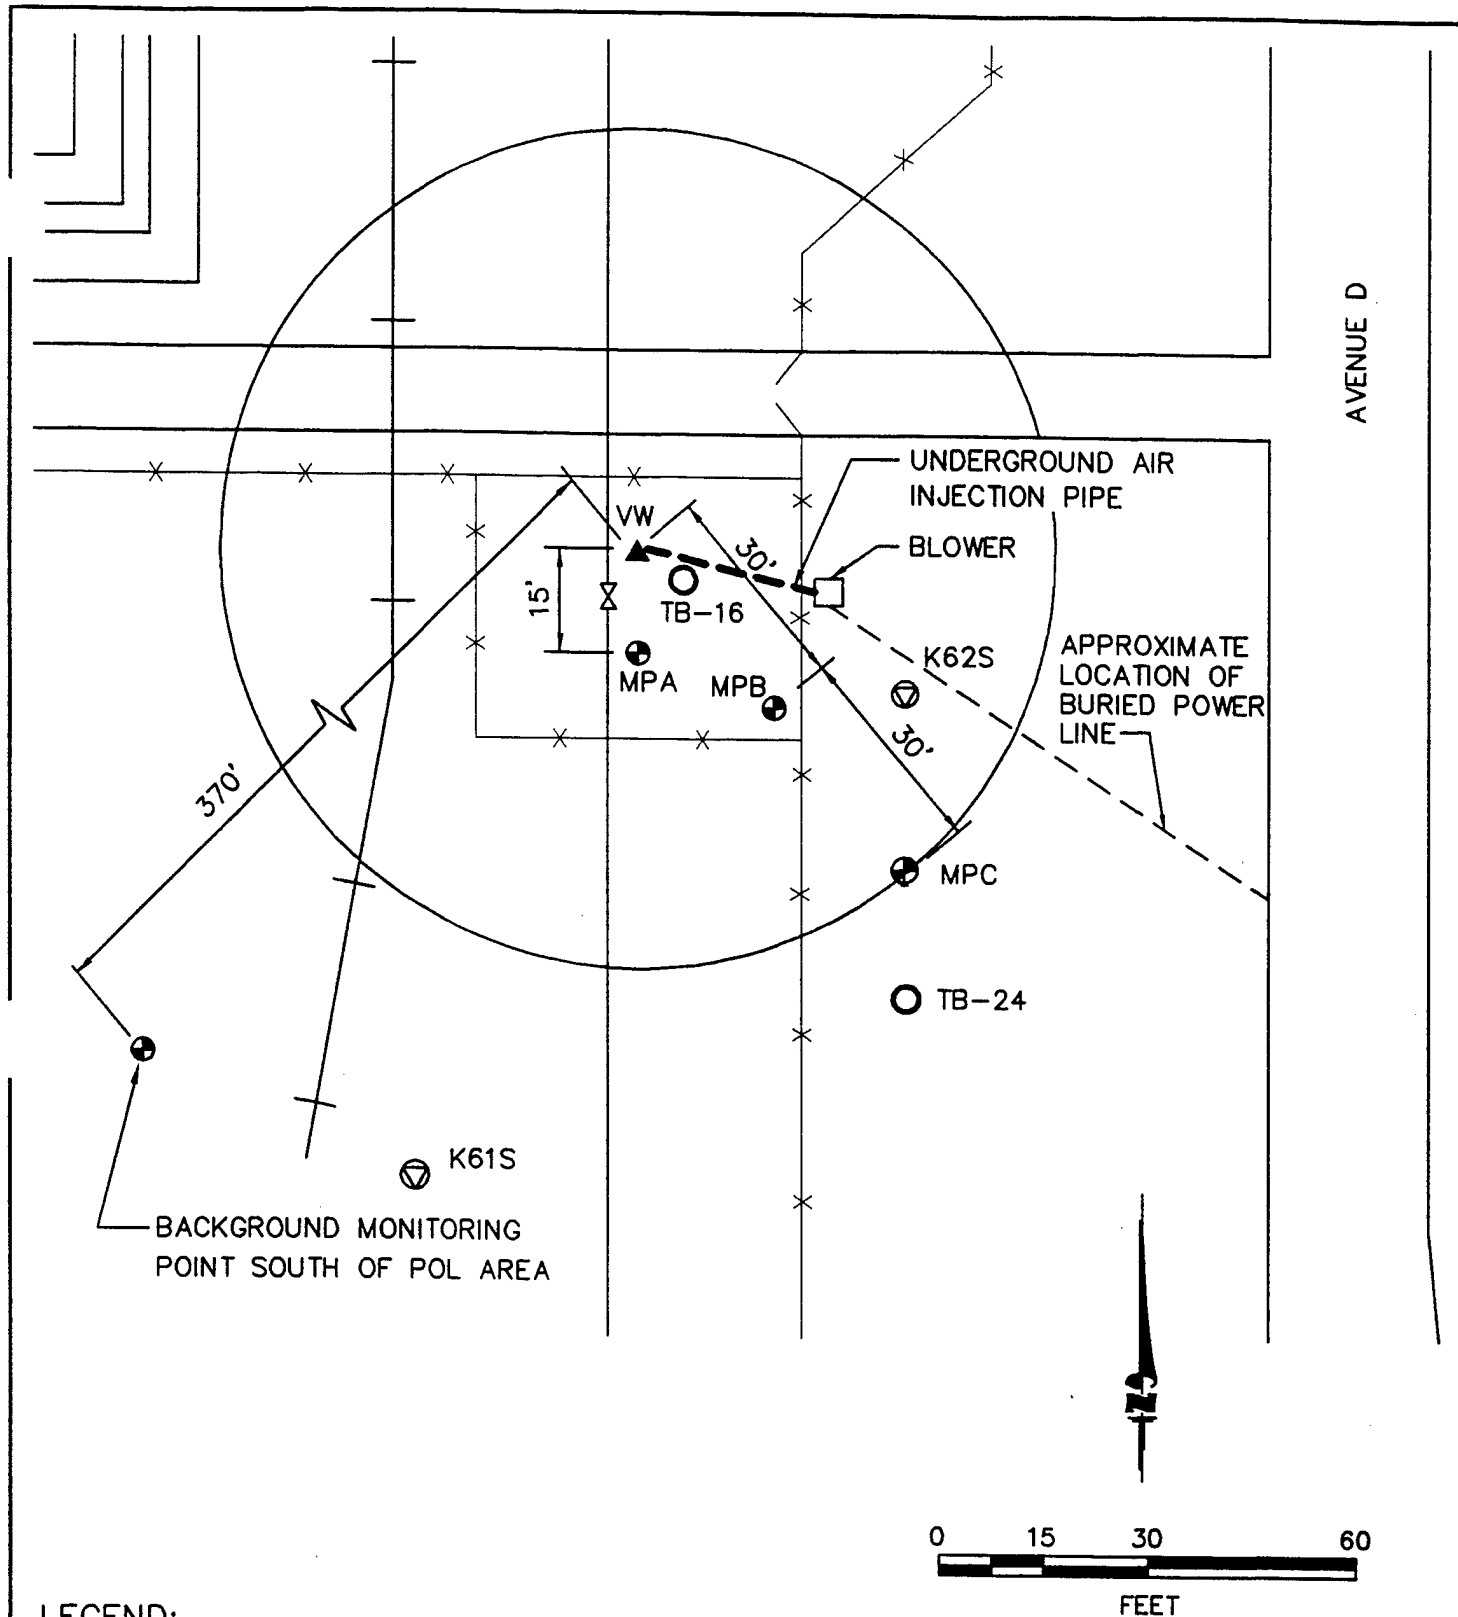 AVENUE D
UNDERGROUND AIR
INJECTION PIPE
VW
30'
BLOWER
15'
TB-16
MPA
MPB
K62S
APPROXIMATE
LOCATION OF
BURIED POWER
LINE
30'
370'
MPC
TB-24
K61S
BACKGROUND MONITORING
POINT SOUTH OF POL AREA
N
0 15 30 60
FEET
LEGEND: